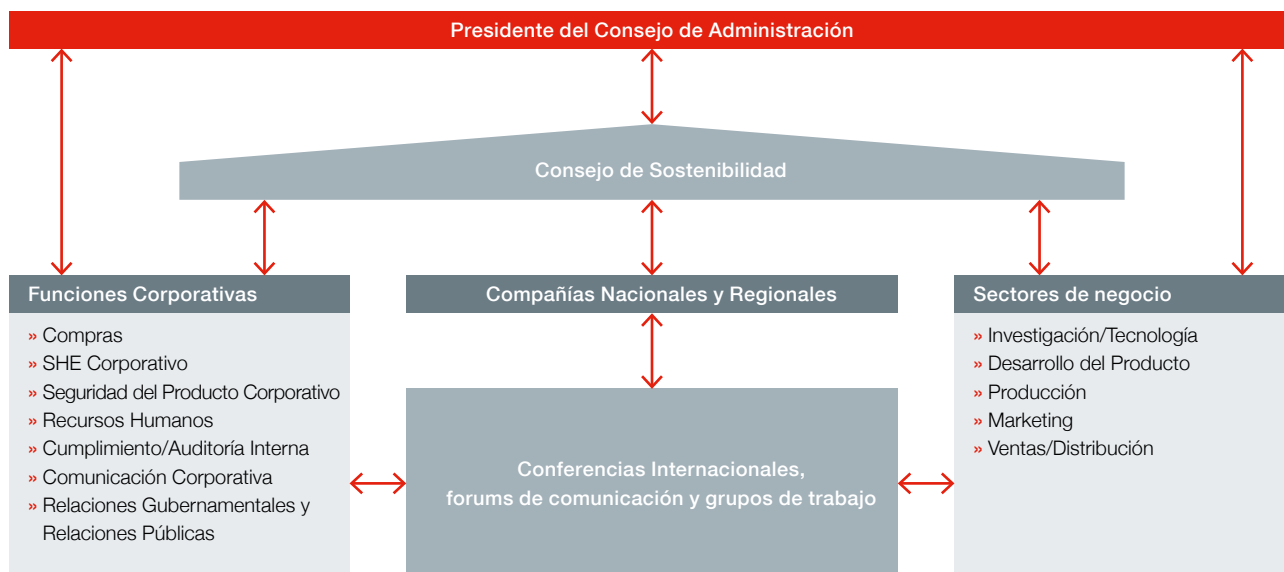 Presidente del Consejo de Administración
Consejo de Sostenibilidad
Funciones Corporativas
» Compras
» SHE Corporativo
» Seguridad del Producto Corporativo
» Recursos Humanos
» Cumplimiento/Auditoría Interna
» Comunicación Corporativa
» Relaciones Gubernamentales y
Relaciones Públicas
Compañías Nacionales y Regionales
Conferencias Internacionales,
forums de comunicación y grupos de trabajo
Sectores de negocio
» Investigación/Tecnología
» Desarrollo del Producto
» Producción
» Marketing
» Ventas/Distribución